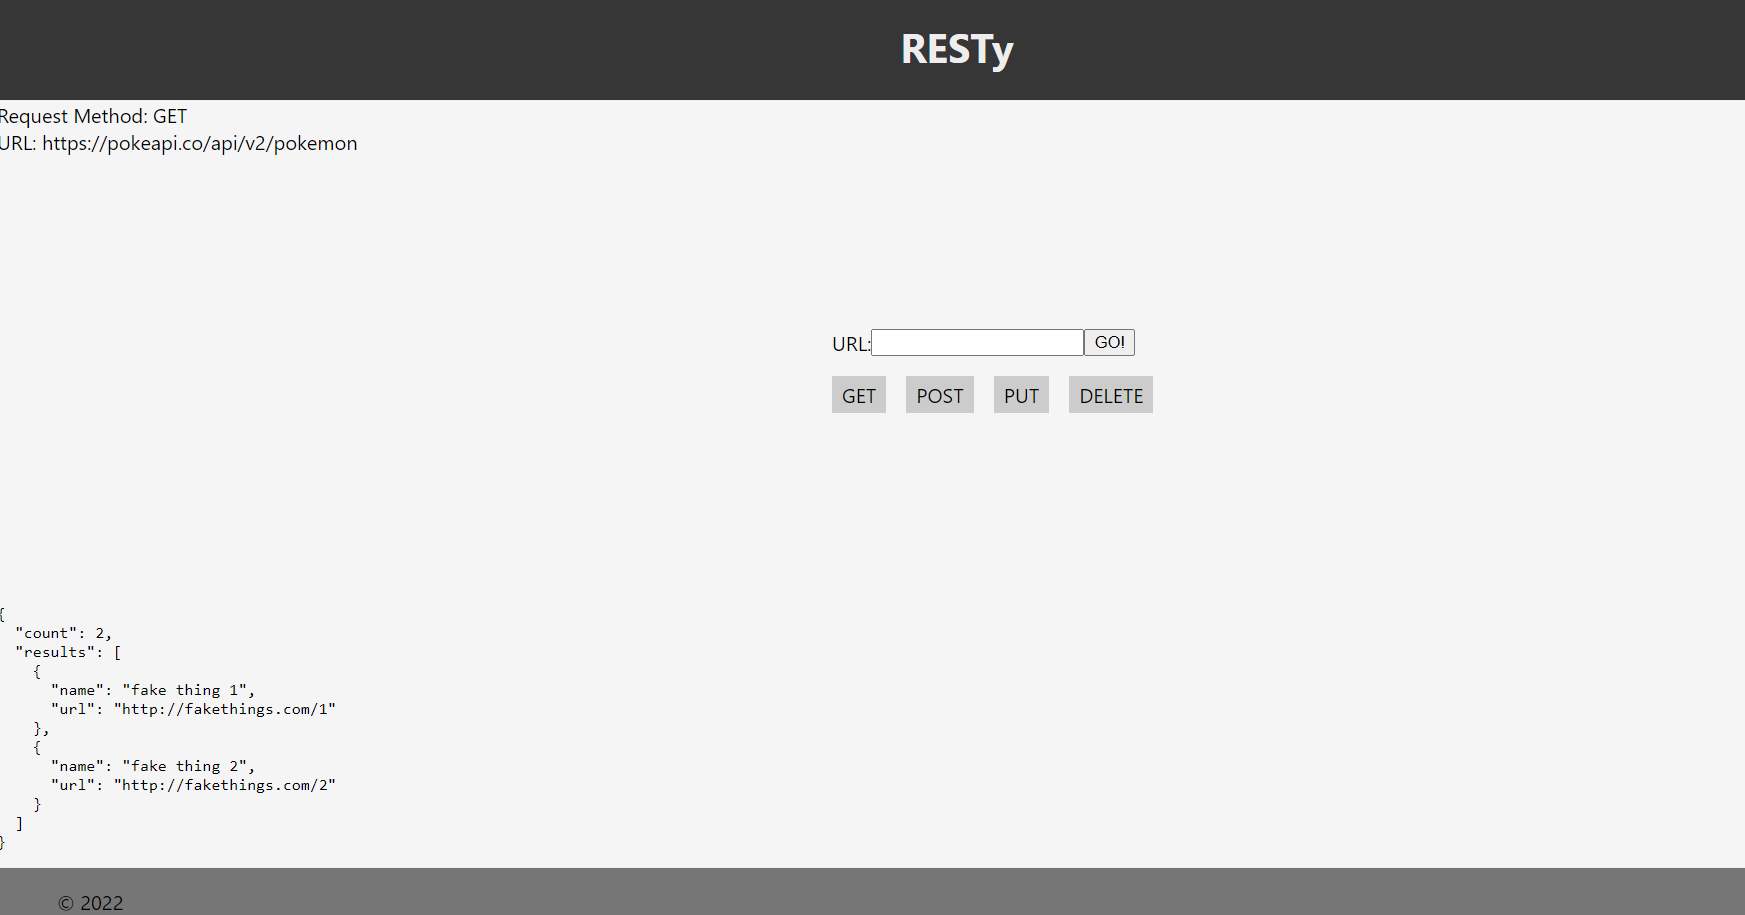 RESTy
Request Method: GET
URL: https://pokeapi.co/api/v2/pokemon
URL: GO!
GET POST PUT DELETE
{
  "count": 2,
  "results": [
    {
      "name": "fake thing 1",
      "url": "http://fakethings.com/1"
    },
    {
      "name": "fake thing 2",
      "url": "http://fakethings.com/2"
    }
  ]
}
© 2022